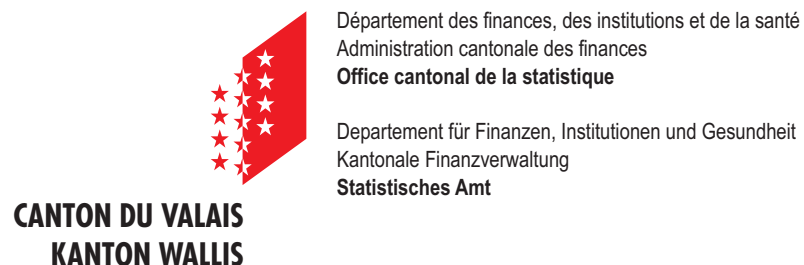 Département des finances, des institutions et de la santé
Administration cantonale des finances
Office cantonal de la statistique
Departement für Finanzen, Institutionen und Gesundheit
Kantonale Finanzverwaltung
Statistisches Amt
CANTON DU VALAIS
KANTON WALLIS